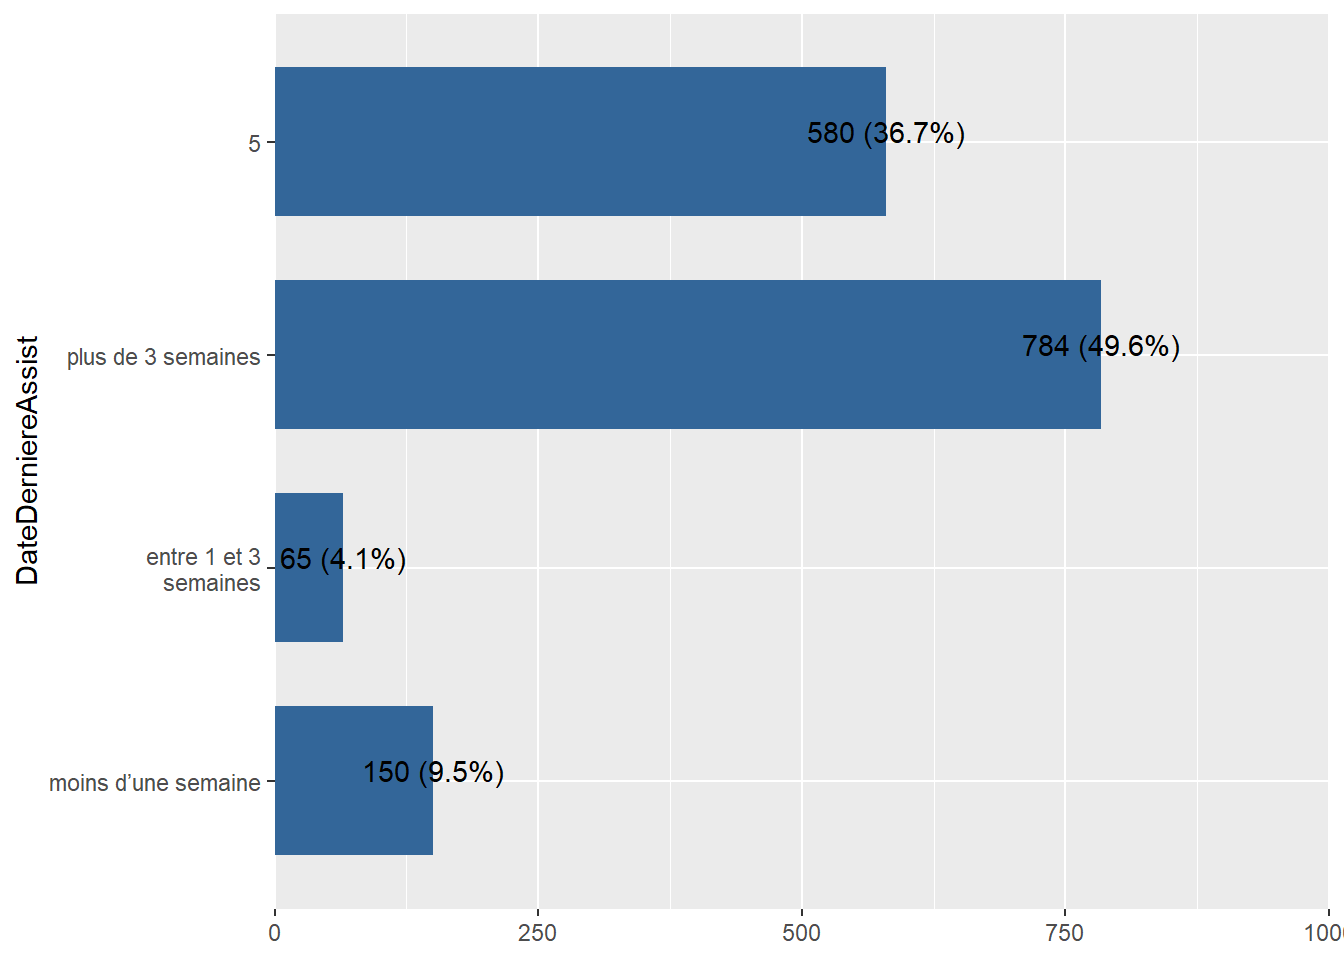 5
580 (36.7%)
plus de 3 semaines
784 (49.6%)
entre 1 et 3
semaines
65 (4.1%)
moins d’une semaine
150 (9.5%)
DateDerniereAssist
0
250
500
750
1000